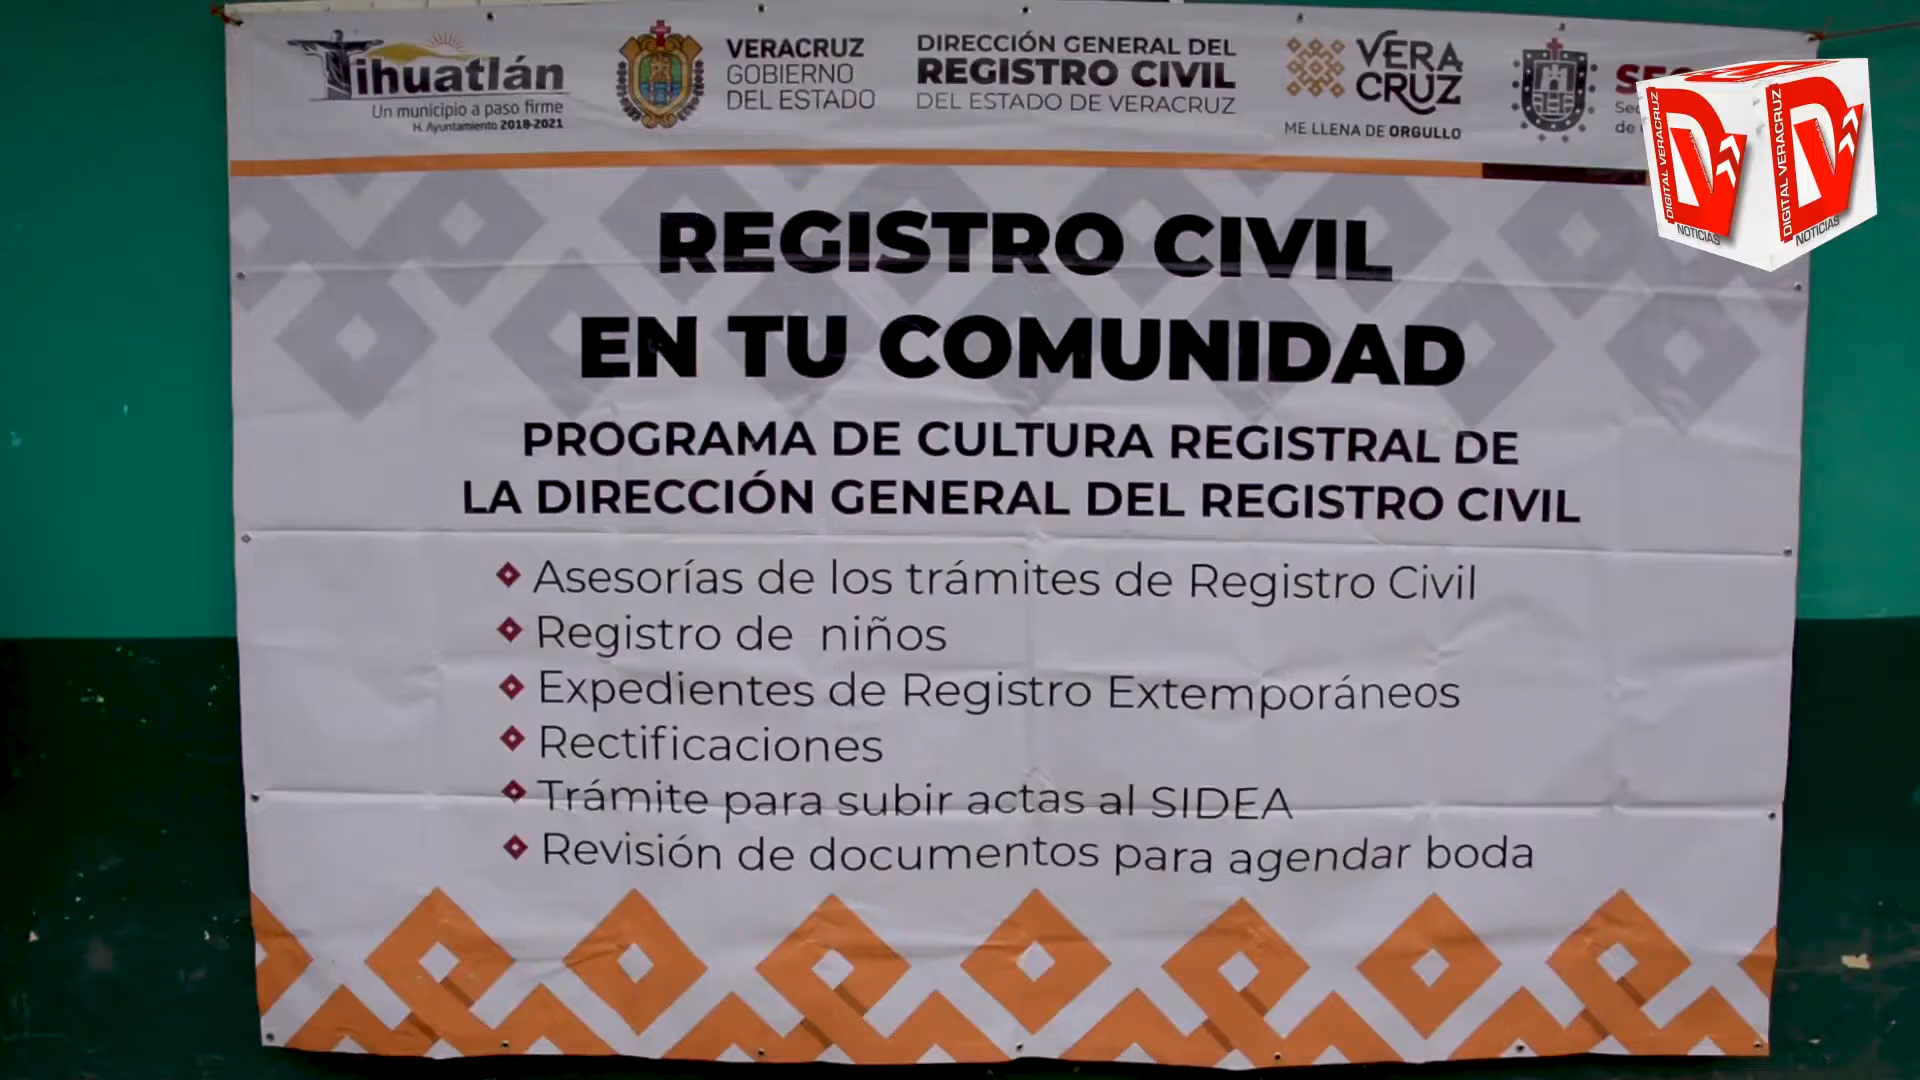 Tihuatlán
Un municipio a paso firme
H. Ayuntamiento 2018-2021
VERACRUZ
GOBIERNO
DEL ESTADO
DIRECCIÓN GENERAL DEL
REGISTRO CIVIL
DEL ESTADO DE VERACRUZ
VERA
CRUZ
ME LLENA DE ORGULLO
DIGITAL VERACRUZ
DV
NOTICIAS
DIGITAL VERACRUZ
DV
NOTICIAS
REGISTRO CIVIL
EN TU COMUNIDAD
PROGRAMA DE CULTURA REGISTRAL DE
LA DIRECCIÓN GENERAL DEL REGISTRO CIVIL
Asesorías de los trámites de Registro Civil
Registro de niños
Expedientes de Registro Extemporáneos
Rectificaciones
Trámite para subir actas al SIDEA
Revisión de documentos para agendar boda